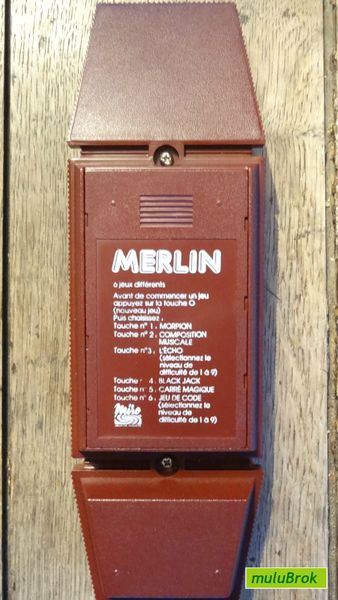 MERLIN
6 jeux différents
Avant de commencer un jeu
appuyez sur la touche O
(nouveau jeu)
Puis choisissez :
Touche n° 1. MORPION
Touche n° 2. COMPOSITION
MUSICALE
Touche n° 3. L'ÉCHO
(sélectionnez le
niveau de
difficulté de 1 à 9)
Touche n° 4. BLACK JACK
Touche n° 5. CARRÉ MAGIQUE
Touche n° 6. JEU DE CODE
(sélectionnez le
niveau de
difficulté de 1 à 9)
Miro
muluBrok